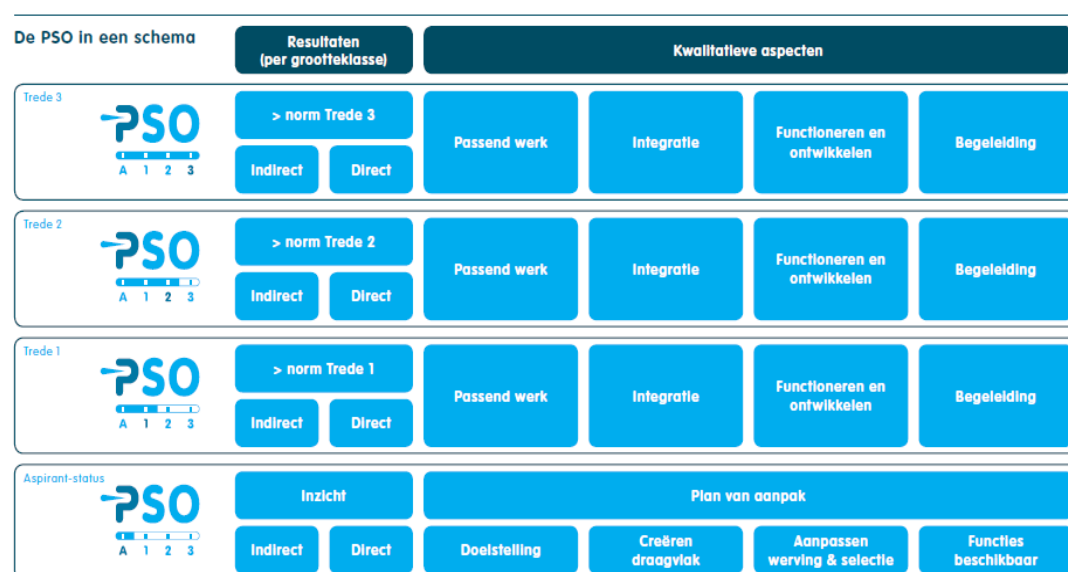 De PSO in een schema
Resultaten
(per grootteklasse)
Kwalitatieve aspecten
Trede 3
PSO
A 1 2 3
> norm Trede 3
Indirect
Direct
Passend werk
Integratie
Functioneren en
ontwikkelen
Begeleiding
Trede 2
PSO
A 1 2 3
> norm Trede 2
Indirect
Direct
Passend werk
Integratie
Functioneren en
ontwikkelen
Begeleiding
Trede 1
PSO
A 1 2 3
> norm Trede 1
Indirect
Direct
Passend werk
Integratie
Functioneren en
ontwikkelen
Begeleiding
Aspirant-status
PSO
A 1 2 3
Inzicht
Indirect
Direct
Plan van aanpak
Doelstelling
Creëren
draagvlak
Aanpassen
werving & selectie
Functies
beschikbaar